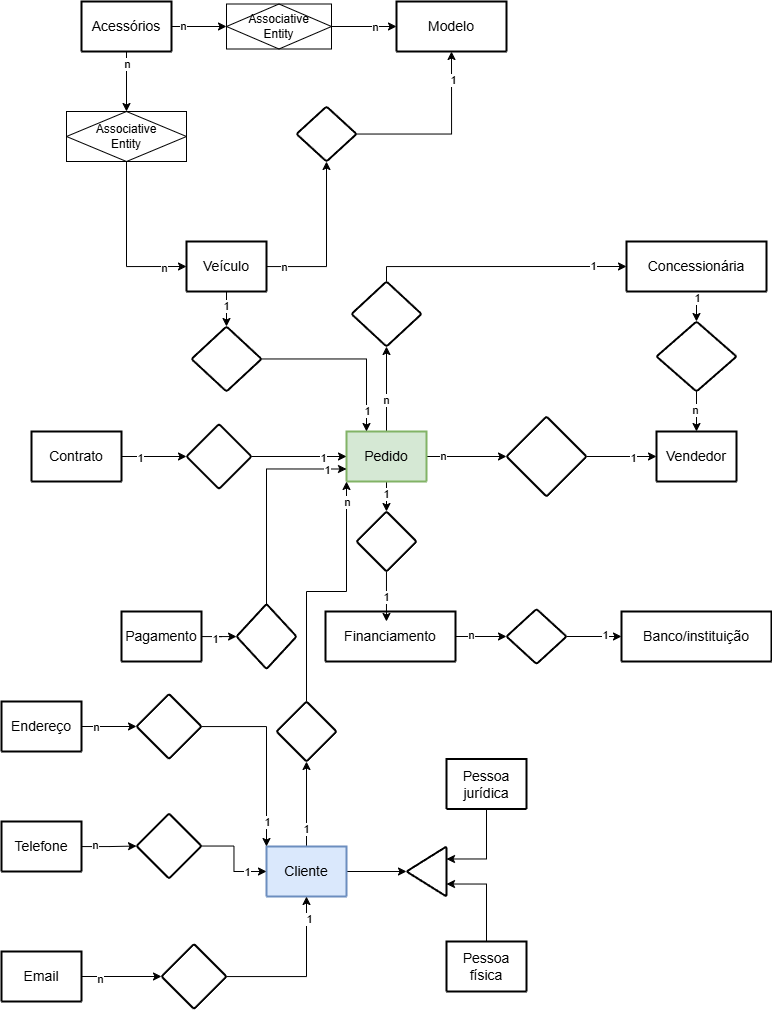 Acessórios
n
Associative
Entity
n
Modelo
n
1
Associative
Entity
n
Veículo
n
1
Concessionária
1
1
n
1
n
Contrato
1
1
Pedido
n
1
Vendedor
1
n
1
1
Pagamento
1
Financiamento
n
1
Banco/instituição
Endereço
n
1
1
Pessoa
jurídica
Telefone
n
1
Cliente
1
Email
n
Pessoa
física